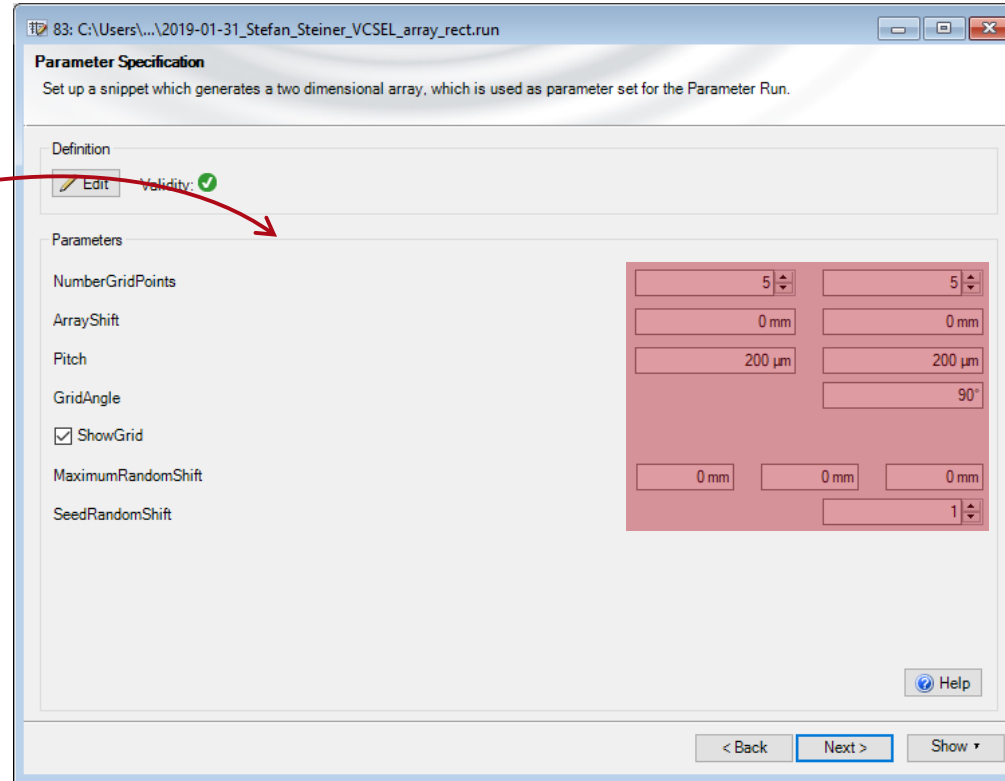 83: C:\Users\...\2019-01-31_Stefan_Steiner_VCSEL_array_rect.run
Parameter Specification
Set up a snippet which generates a two dimensional array, which is used as parameter set for the Parameter Run.
Definition
Edit Validity:
Parameters
NumberGridPoints 5 5
ArrayShift 0 mm 0 mm
Pitch 200 µm 200 µm
GridAngle 90°
ShowGrid
MaximumRandomShift 0 mm 0 mm 0 mm
SeedRandomShift 1
Help
< Back Next > Show